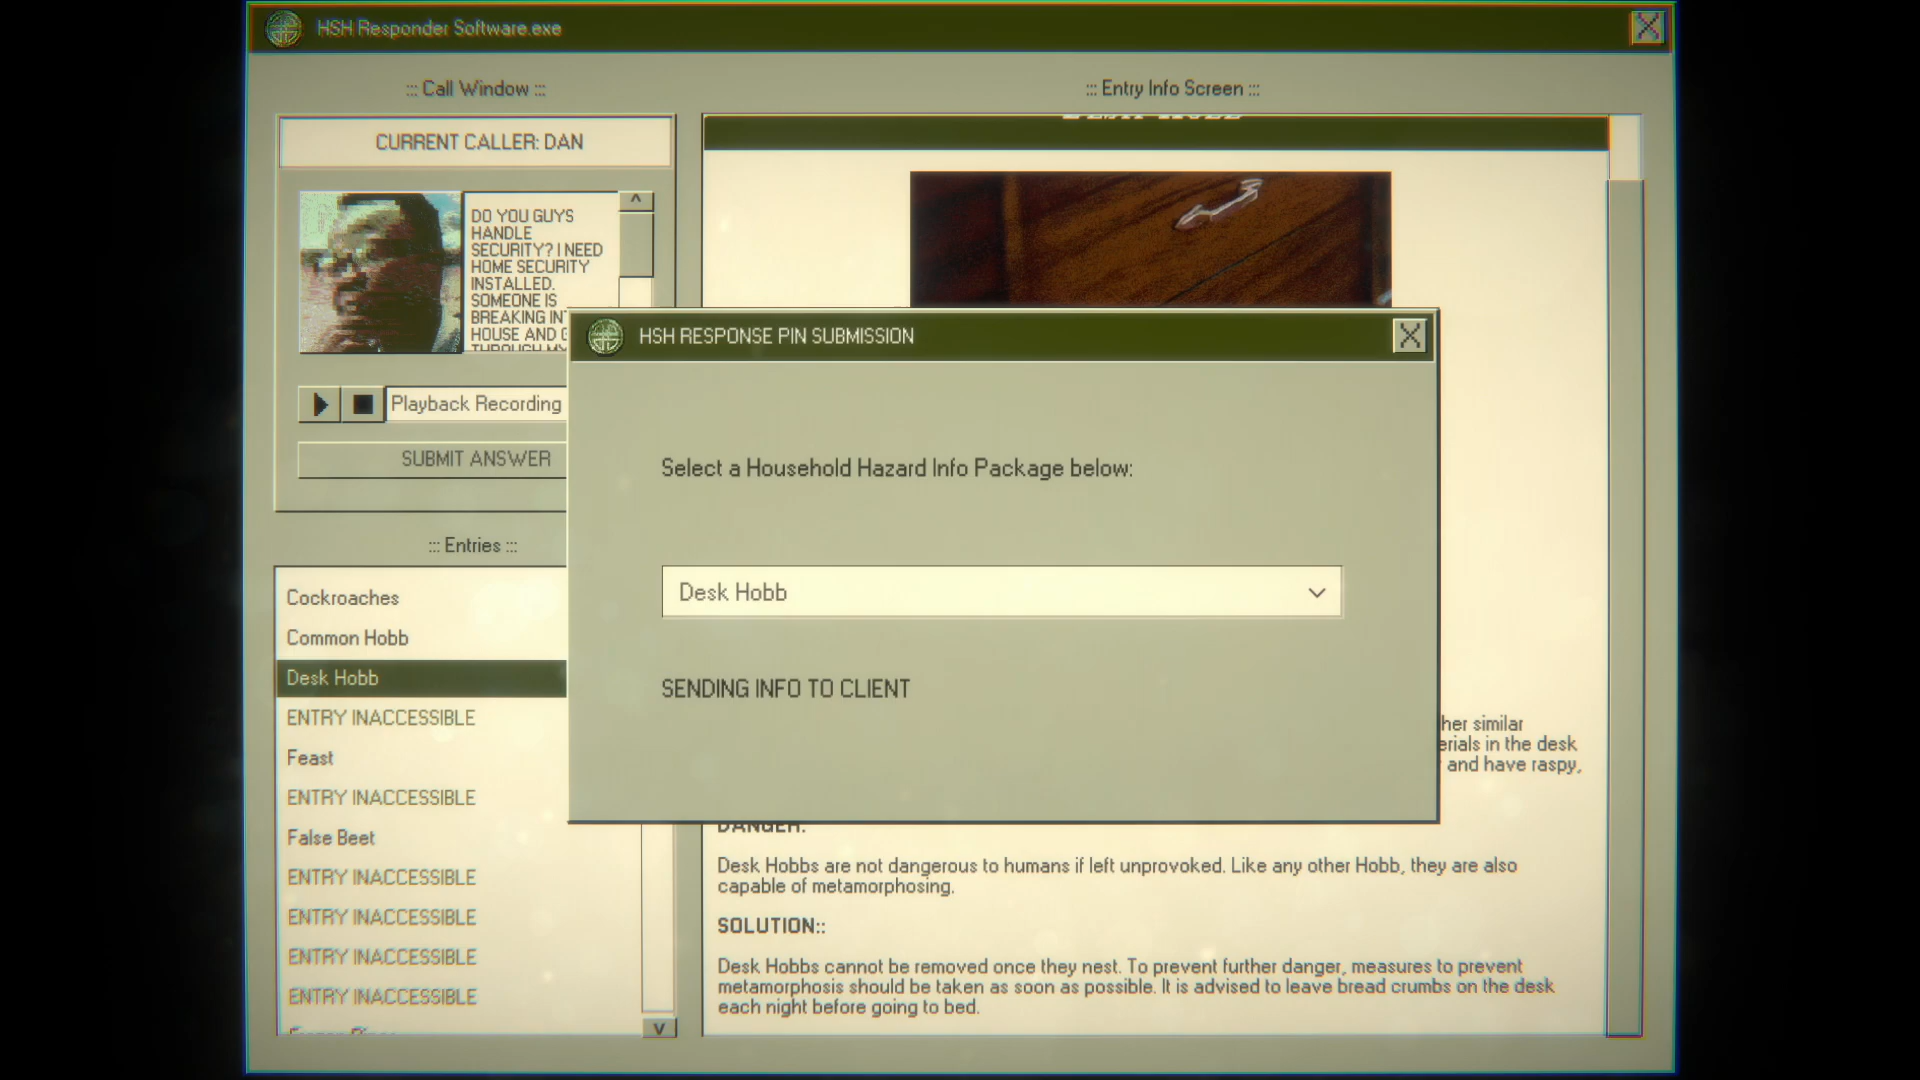 HSH Responder Software.exe
::: Call Window :::
::: Entry Info Screen :::
CURRENT CALLER: DAN
DO YOU GUYS
HANDLE
SECURITY? I NEED
HOME SECURITY
INSTALLED.
SOMEONE IS
BREAKING
HOUSE AND
THROUGH MY
Playback Recording
SUBMIT ANSWER
::: Entries :::
Cockroaches
Common Hobb
Desk Hobb
ENTRY INACCESSIBLE
Feast
ENTRY INACCESSIBLE
False Beet
ENTRY INACCESSIBLE
ENTRY INACCESSIBLE
ENTRY INACCESSIBLE
ENTRY INACCESSIBLE
HSH RESPONSE PIN SUBMISSION
Select a Household Hazard Info Package below:
Desk Hobb
SENDING INFO TO CLIENT
similar
in the desk
and have raspy,
DANGER:
Desk Hobbs are not dangerous to humans if left unprovoked. Like any other Hobb, they are also
capable of metamorphosing.
SOLUTION::
Desk Hobbs cannot be removed once they nest. To prevent further danger, measures to prevent
metamorphosis should be taken as soon as possible. It is advised to leave bread crumbs on the desk
each night before going to bed.